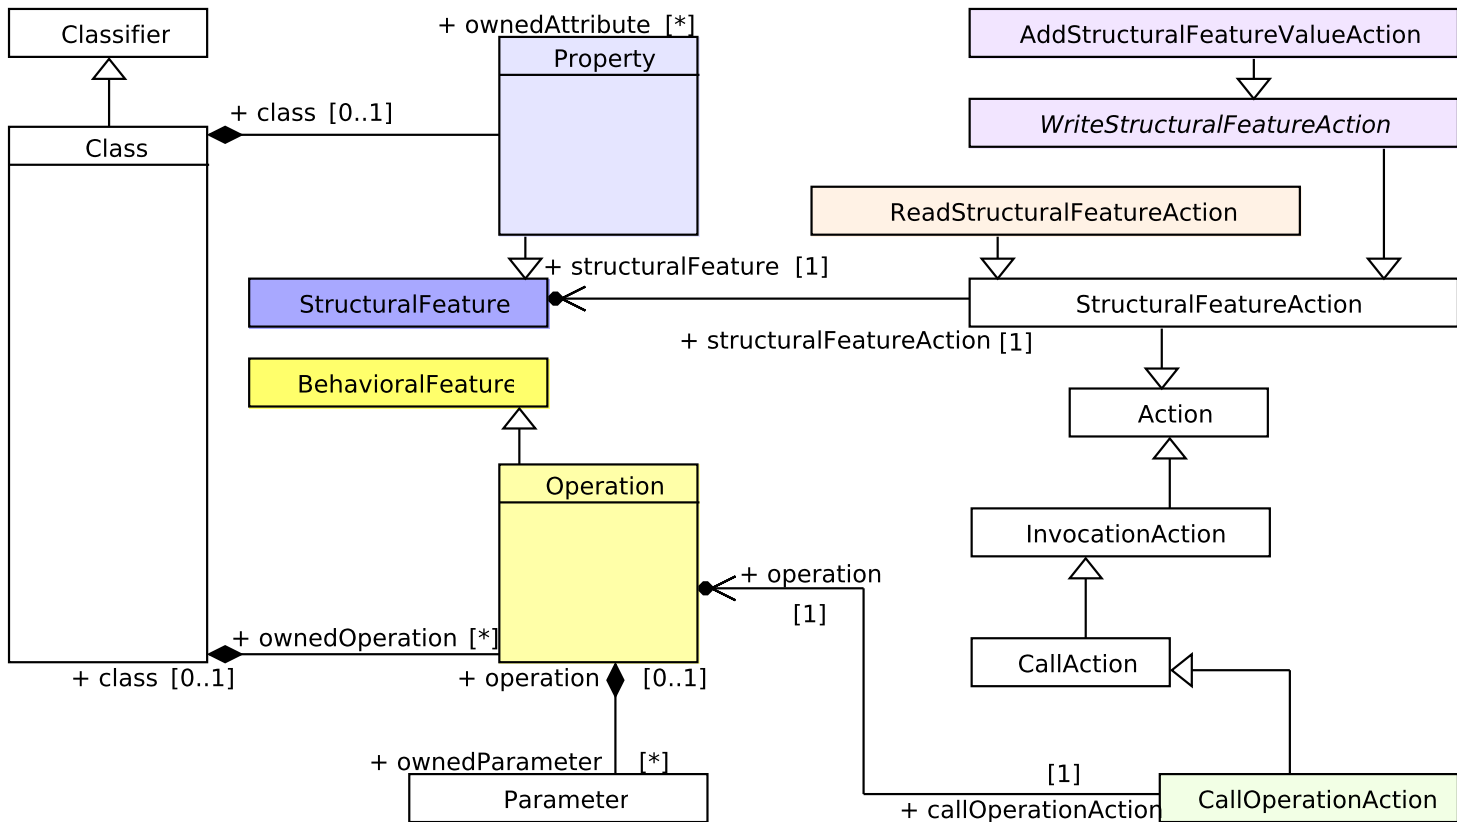 + ownedAttribute [*]
Classifier
Property
AddStructuralFeatureValueAction
+ class [0..1]
WriteStructuralFeatureAction
Class
ReadStructuralFeatureAction
+ structuralFeature [1]
StructuralFeature
StructuralFeatureAction
+ structuralFeatureAction [1]
BehavioralFeature
Action
Operation
InvocationAction
+ operation
[1]
+ ownedOperation [*]
CallAction
+ class [0..1]
+ operation [0..1]
+ ownedParameter [*]
[1]
Parameter
+ callOperationAction
CallOperationAction